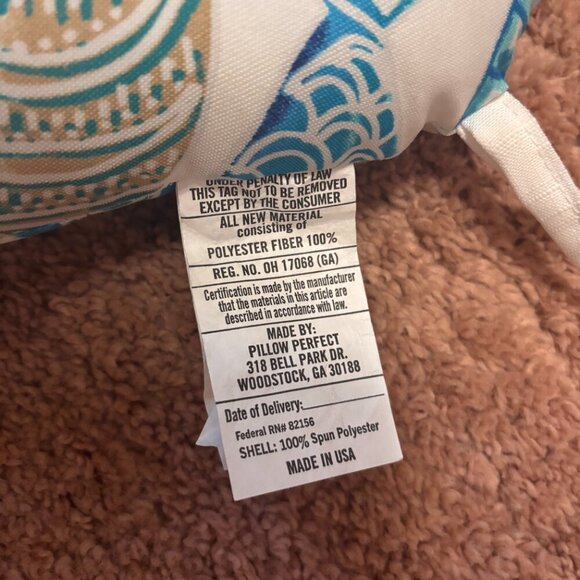 UNDER PENALTY OF LAW
THIS TAG NOT TO BE REMOVED
EXCEPT BY THE CONSUMER
ALL NEW MATERIAL
consisting of
POLYESTER FIBER 100%
REG. NO. OH 17068 (GA)
Certification is made by the manufacturer
that the materials in this article are
described in accordance with law.
MADE BY:
PILLOW PERFECT
318 BELL PARK DR.
WOODSTOCK, GA 30188
Date of Delivery:
Federal RN# 82156
SHELL: 100% Spun Polyester
MADE IN USA